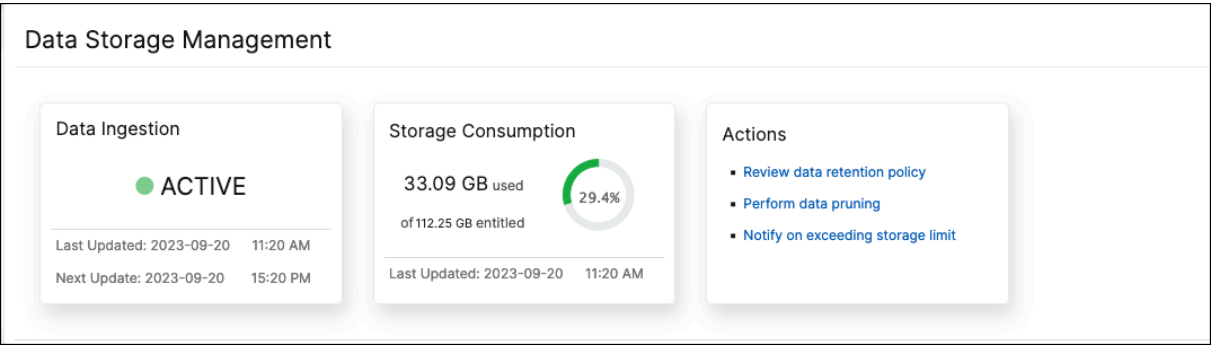 Data Storage Management
Data Ingestion
ACTIVE
Last Updated: 2023-09-20 11:20 AM
Next Update: 2023-09-20 15:20 PM
Storage Consumption
33.09 GB used
of 112.25 GB entitled
29.4%
Last Updated: 2023-09-20 11:20 AM
Actions
Review data retention policy
Perform data pruning
Notify on exceeding storage limit